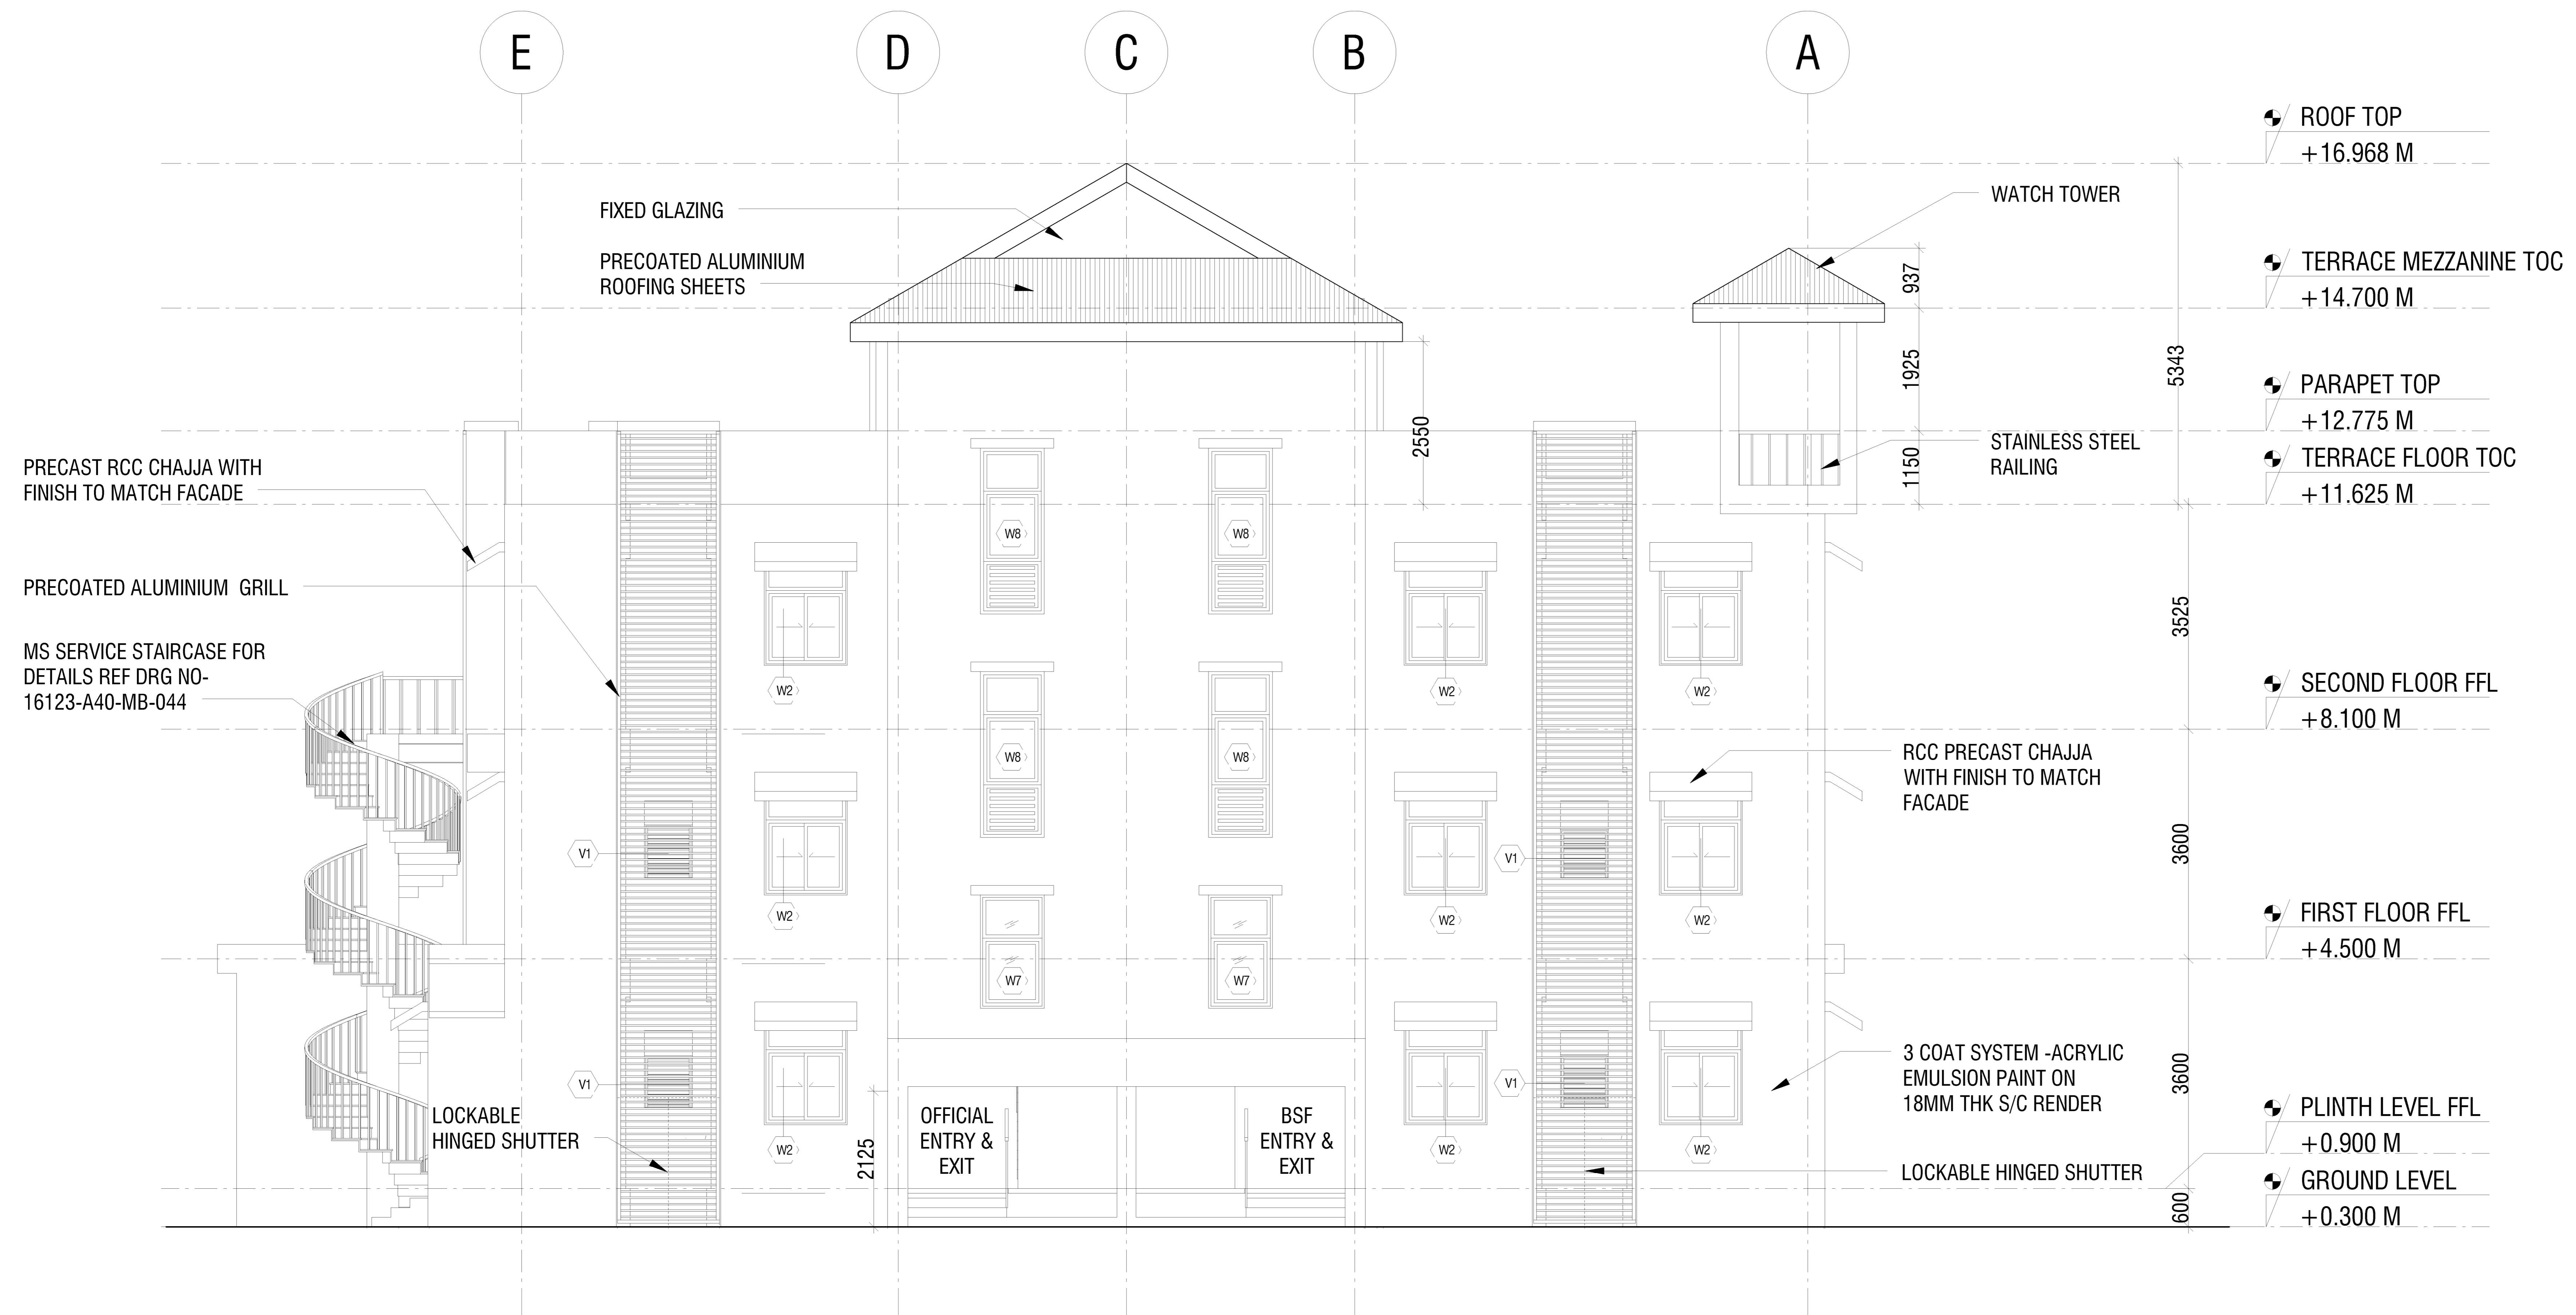 E
D
C
B
A
ROOF TOP
+16.968 M
WATCH TOWER
FIXED GLAZING
PRECOATED ALUMINIUM
ROOFING SHEETS
TERRACE MEZZANINE TOC
+14.700 M
937
1925
1150
5343
2550
PARAPET TOP
+12.775 M
STAINLESS STEEL
RAILING
TERRACE FLOOR TOC
+11.625 M
PRECAST RCC CHAJJA WITH
FINISH TO MATCH FACADE
PRECOATED ALUMINIUM GRILL
MS SERVICE STAIRCASE FOR
DETAILS REF DRG NO-
16123-A40-MB-044
W8
W8
3525
W2
W2
W2
SECOND FLOOR FFL
+8.100 M
W8
W8
RCC PRECAST CHAJJA
WITH FINISH TO MATCH
FACADE
3600
V1
V1
W2
W2
W2
FIRST FLOOR FFL
+4.500 M
W7
W7
3 COAT SYSTEM -ACRYLIC
EMULSION PAINT ON
18MM THK S/C RENDER
3600
V1
V1
LOCKABLE
HINGED SHUTTER
W2
2125
OFFICIAL
ENTRY &
EXIT
BSF
ENTRY &
EXIT
W2
W2
LOCKABLE HINGED SHUTTER
PLINTH LEVEL FFL
+0.900 M
GROUND LEVEL
+0.300 M
600